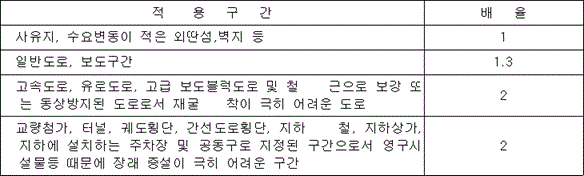 적 용 구 간 배 율
사유지, 수요변동이 적은 외딴섬,벽지 등 1
일반도로, 보도구간 1.3
고속도로, 유로도로, 고급 보도블럭도로 및 철 근으로 보강 또
는 동상방지된 도로로서 재굴 착이 극히 어려운 도로 2
교량첨가, 터널, 궤도횡단, 간선도로횡단, 지하 철, 지하상가,
지하에 설치하는 주차장 및 공동구로 지정된 구간으로서 영구시 2
설물등 때문에 장래 증설이 극히 어려운 구간